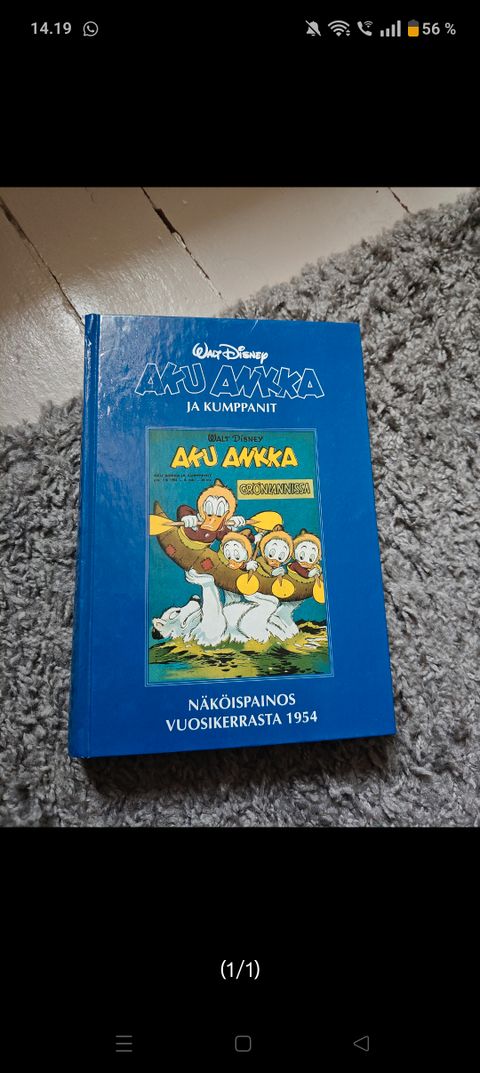 14.19
56 %
WALT DISNEY
AKU ANKKA
JA KUMPPANIT
WALT DISNEY
AKU ANKKA
GRÖNLANNISSA
NÄKÖISPAINOS
VUOSIKERRASTA 1954
(1/1)